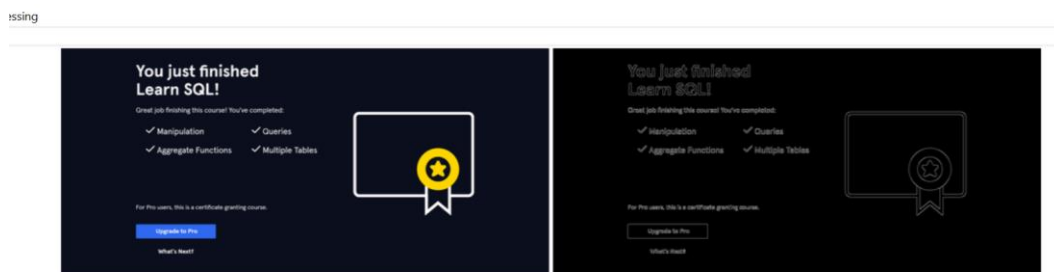 essing
You just finished
Learn SQL!
Great job finishing this course! You've completed:
Manipulation
Queries
Aggregate Functions
Multiple Tables
For Pro users, this is a certificate granting course.
Upgrade to Pro
What's Next?
You just finished
Learn SQL!
Great job finishing this course! You've completed:
Manipulation
Queries
Aggregate Functions
Multiple Tables
For Pro users, this is a certificate granting course.
Upgrade to Pro
What's Next?